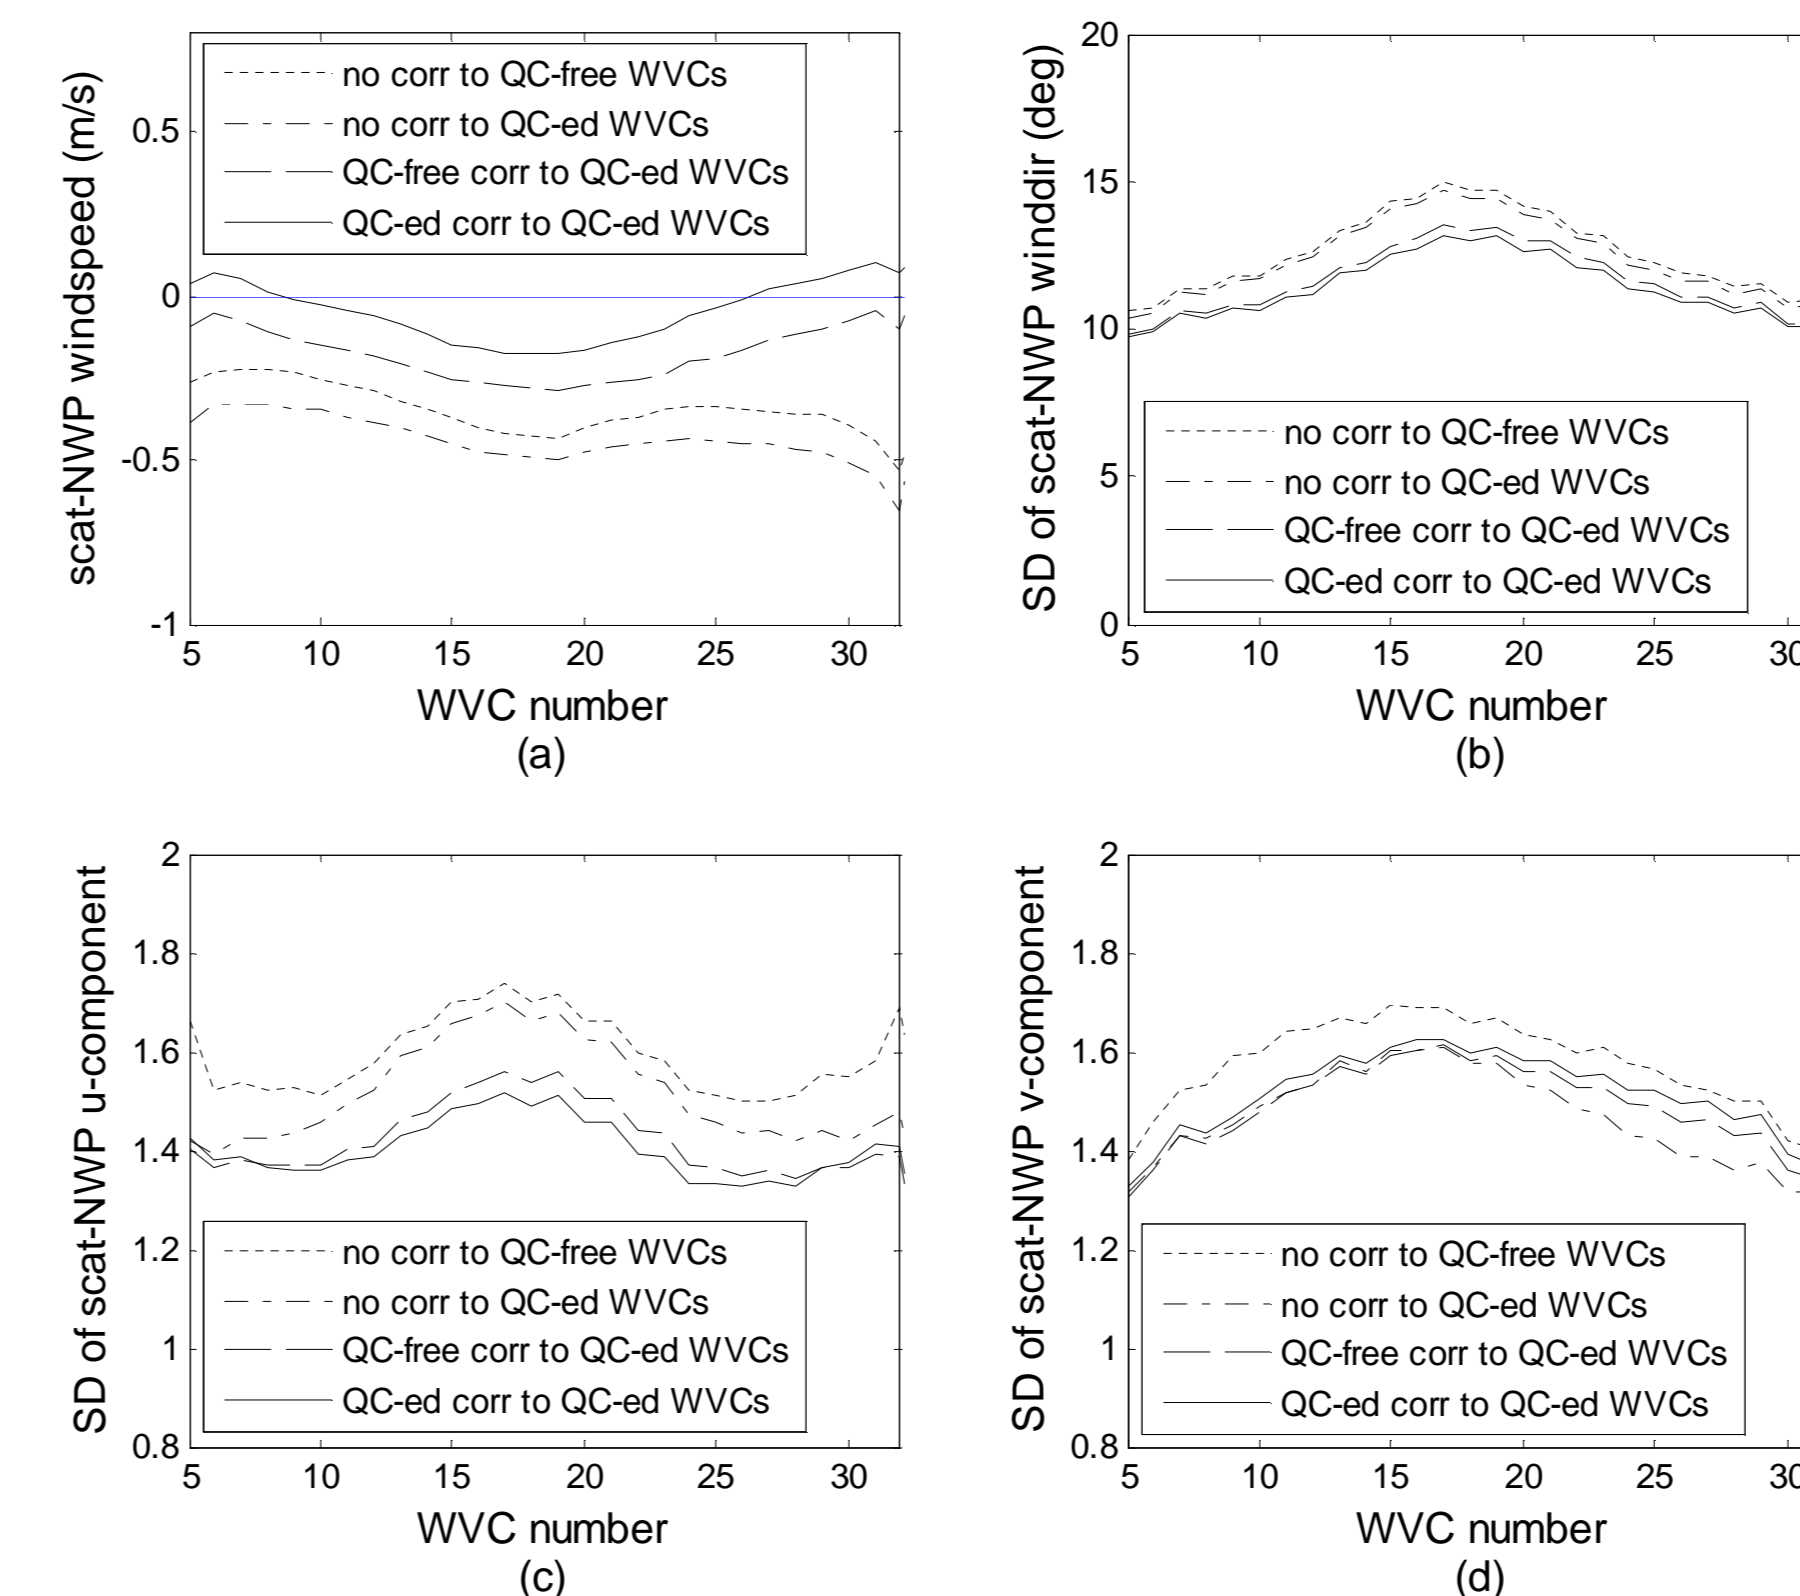 scat-NWP windspeed (m/s)
0.5
0
-0.5
-1
no corr to QC-free WVCs
no corr to QC-ed WVCs
QC-free corr to QC-ed WVCs
QC-ed corr to QC-ed WVCs
5 10 15 20 25 30
WVC number
(a)
SD of scat-NWP winddir (deg)
20
15
10
5
0
no corr to QC-free WVCs
no corr to QC-ed WVCs
QC-free corr to QC-ed WVCs
QC-ed corr to QC-ed WVCs
5 10 15 20 25 30
WVC number
(b)
SD of scat-NWP u-component
2
1.8
1.6
1.4
1.2
1
0.8
no corr to QC-free WVCs
no corr to QC-ed WVCs
QC-free corr to QC-ed WVCs
QC-ed corr to QC-ed WVCs
5 10 15 20 25 30
WVC number
(c)
SD of scat-NWP v-component
2
1.8
1.6
1.4
1.2
1
0.8
no corr to QC-free WVCs
no corr to QC-ed WVCs
QC-free corr to QC-ed WVCs
QC-ed corr to QC-ed WVCs
5 10 15 20 25 30
WVC number
(d)